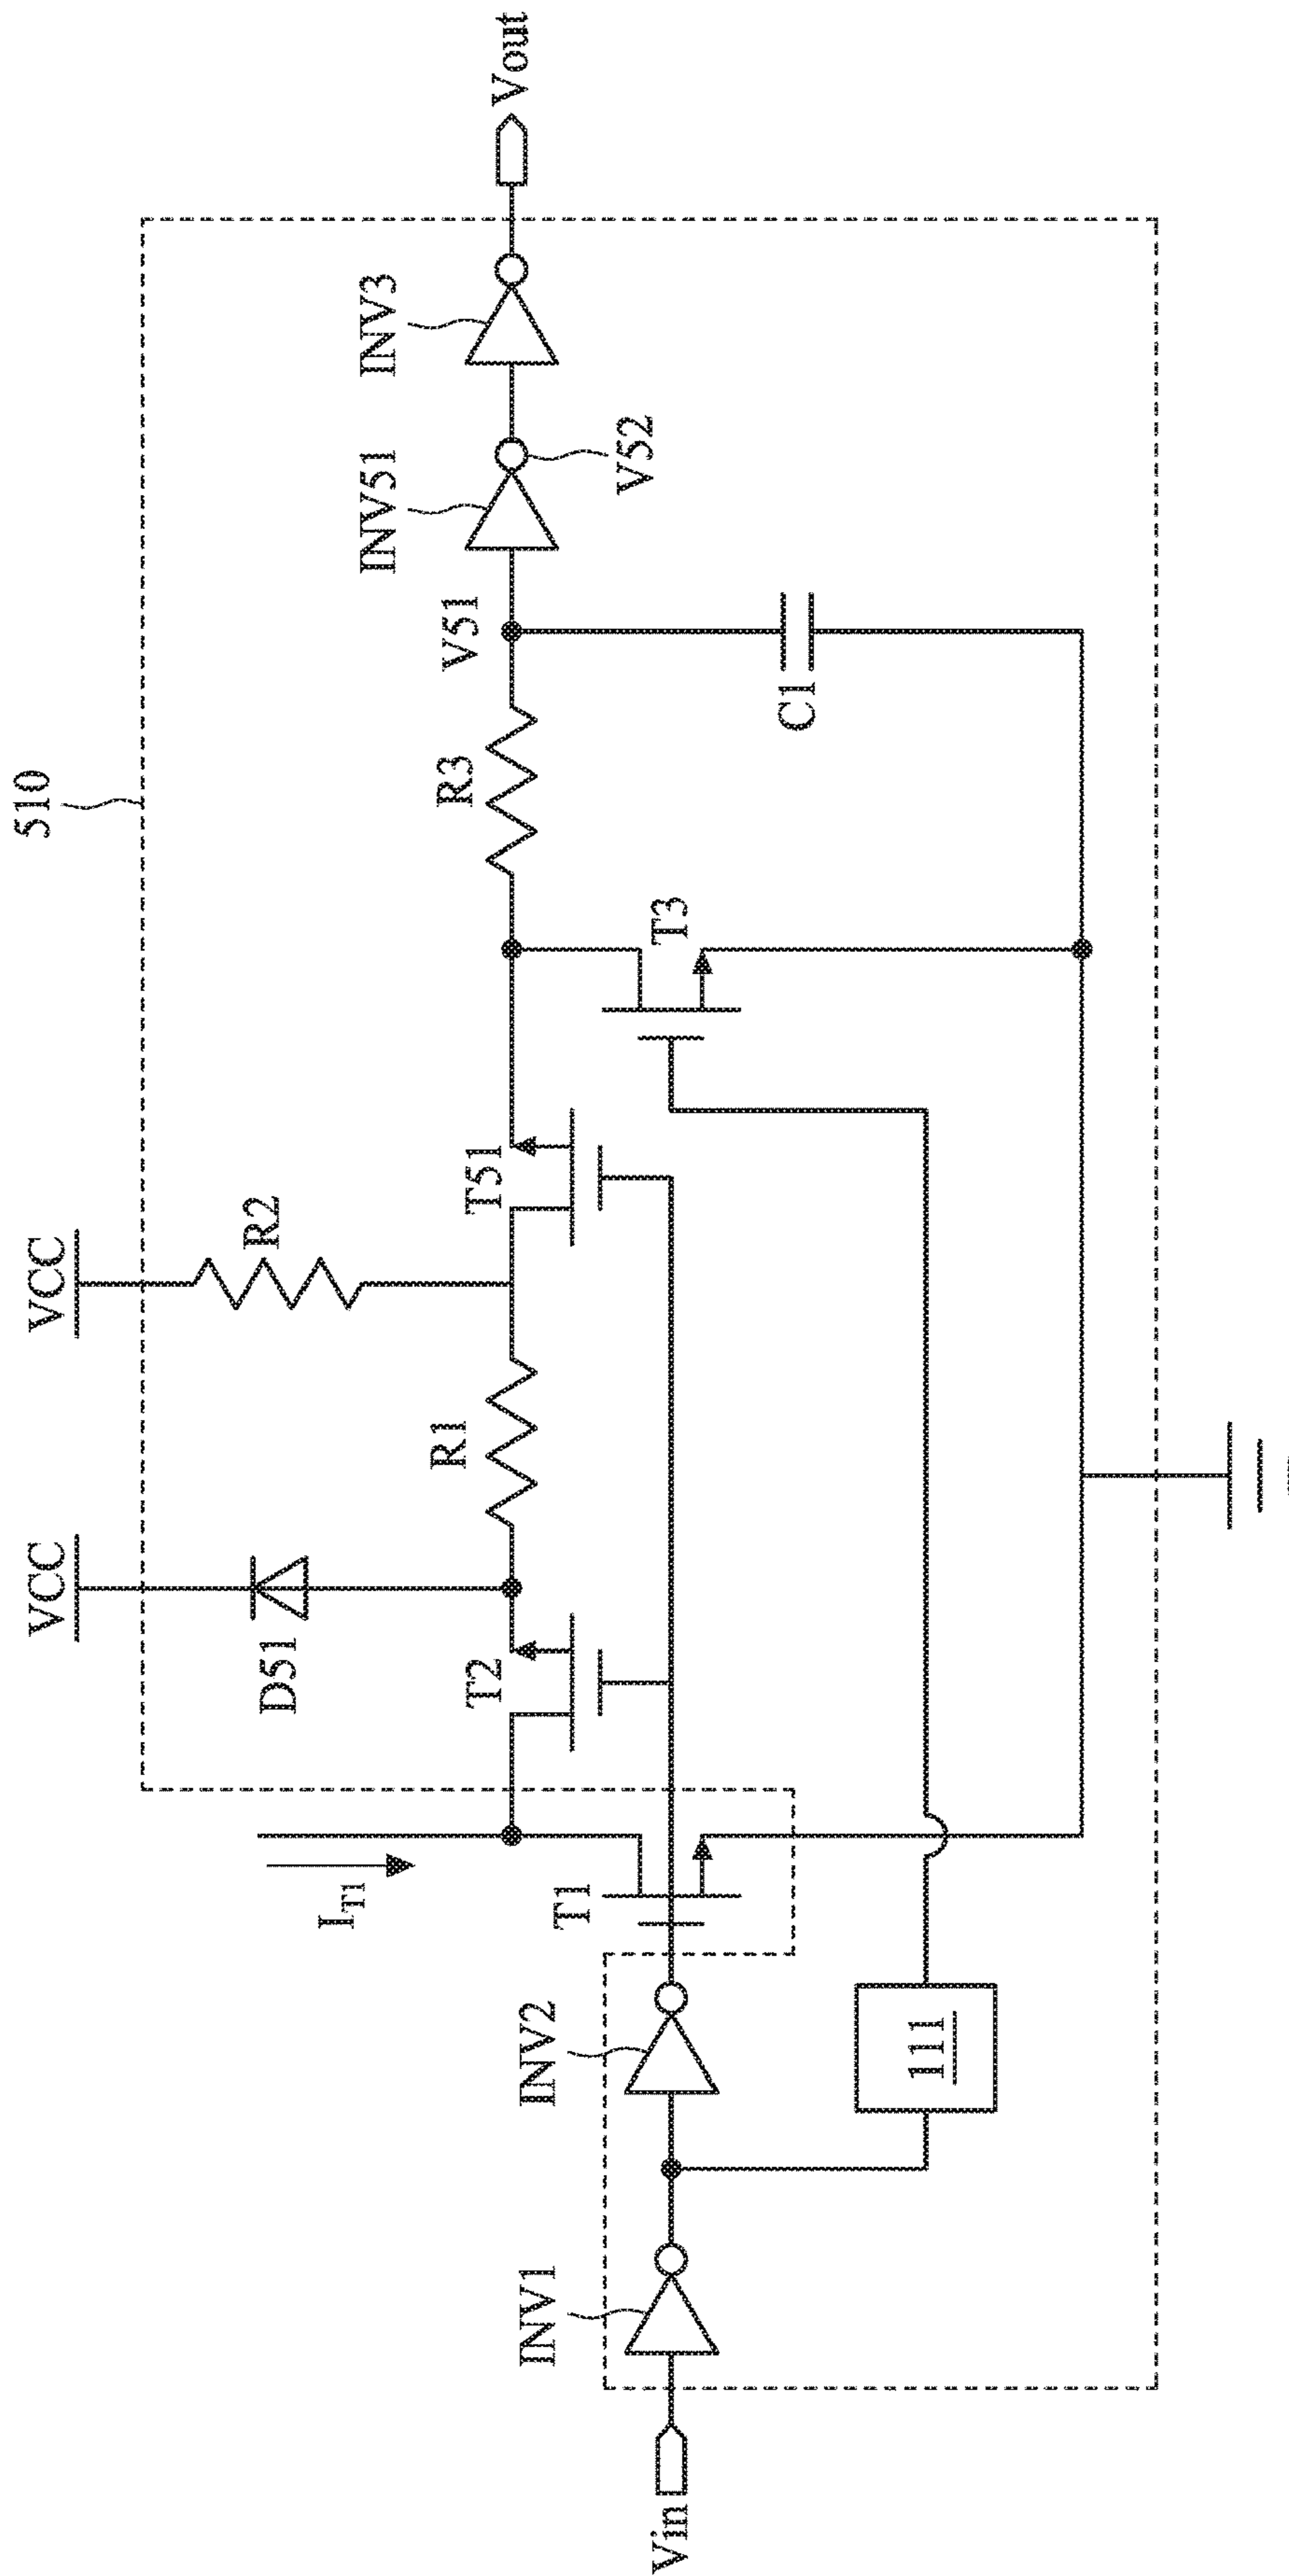 510
VCC
VCC
D51
R2
INV51
INV3
Vout
I_T1
T2
R1
T51
R3
V51
V52
INV1
INV2
T1
T3
C1
Vin
111